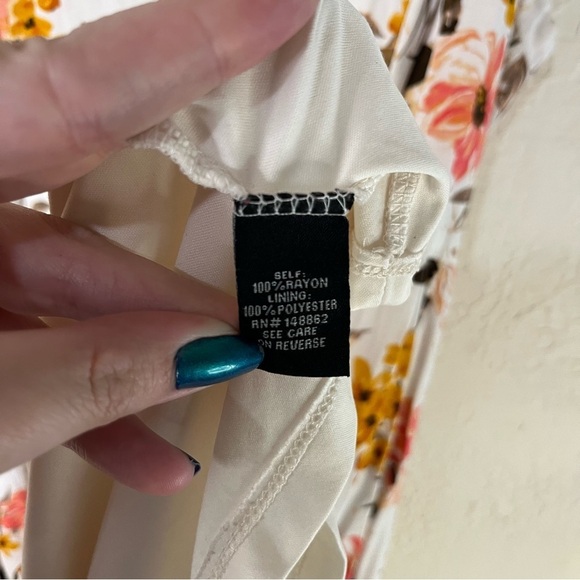 SELF:
100% RAYON
LINING:
100% POLYESTER
RN# 148862
SEE CARE
ON REVERSE